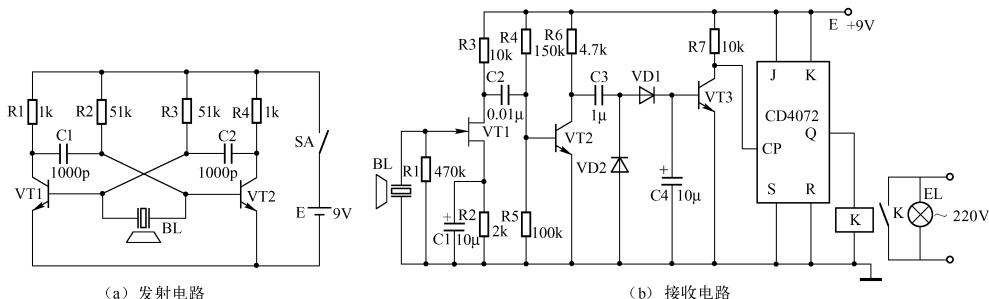 R1 1k R2 51k R3 51k R4 1k
C1 1000p C2 1000p
VT1 VT2
BL
SA
E 9V
(a) 发射电路
E +9V
R3 10k R4 150k R6 4.7k R7 10k
C2 0.01μ C3 1μ VD1
VT1 VT2 VT3
VD2
BL R1 470k
C1 10μ R2 2k R5 100k C4 10μ
J K
CD4072
Q
CP
S R
K
K EL ~ 220V
(b) 接收电路